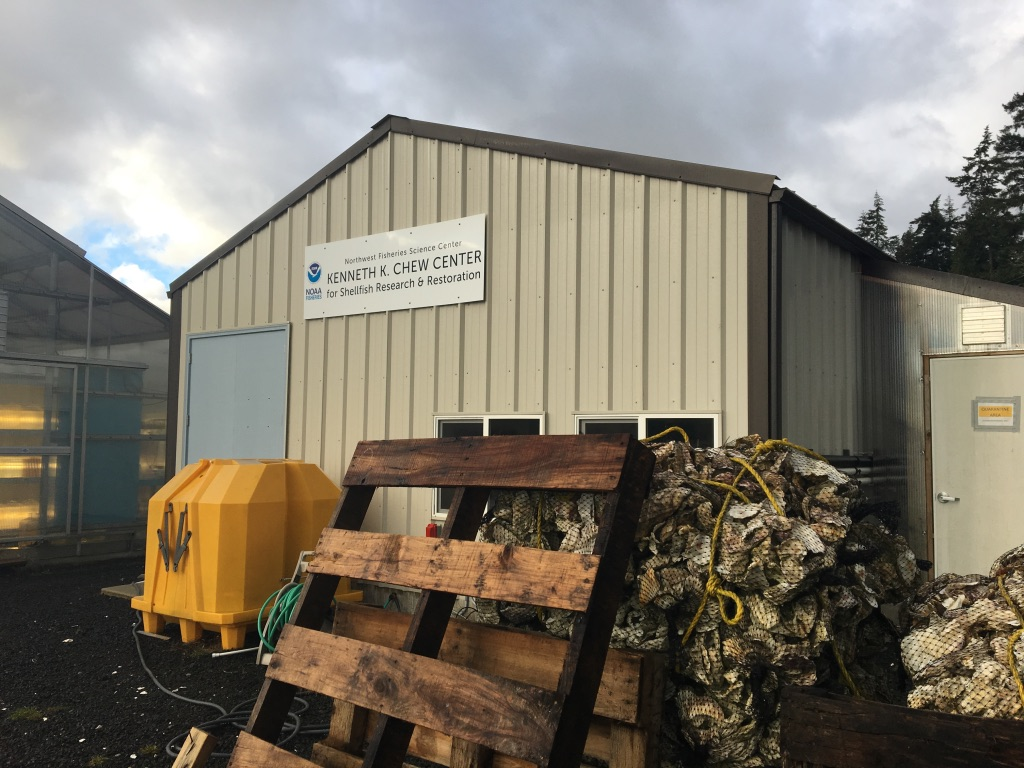 Northwest Fisheries Science Center
KENNETH K. CHEW CENTER
for Shellfish Research & Restoration
NOAA
FISHERIES